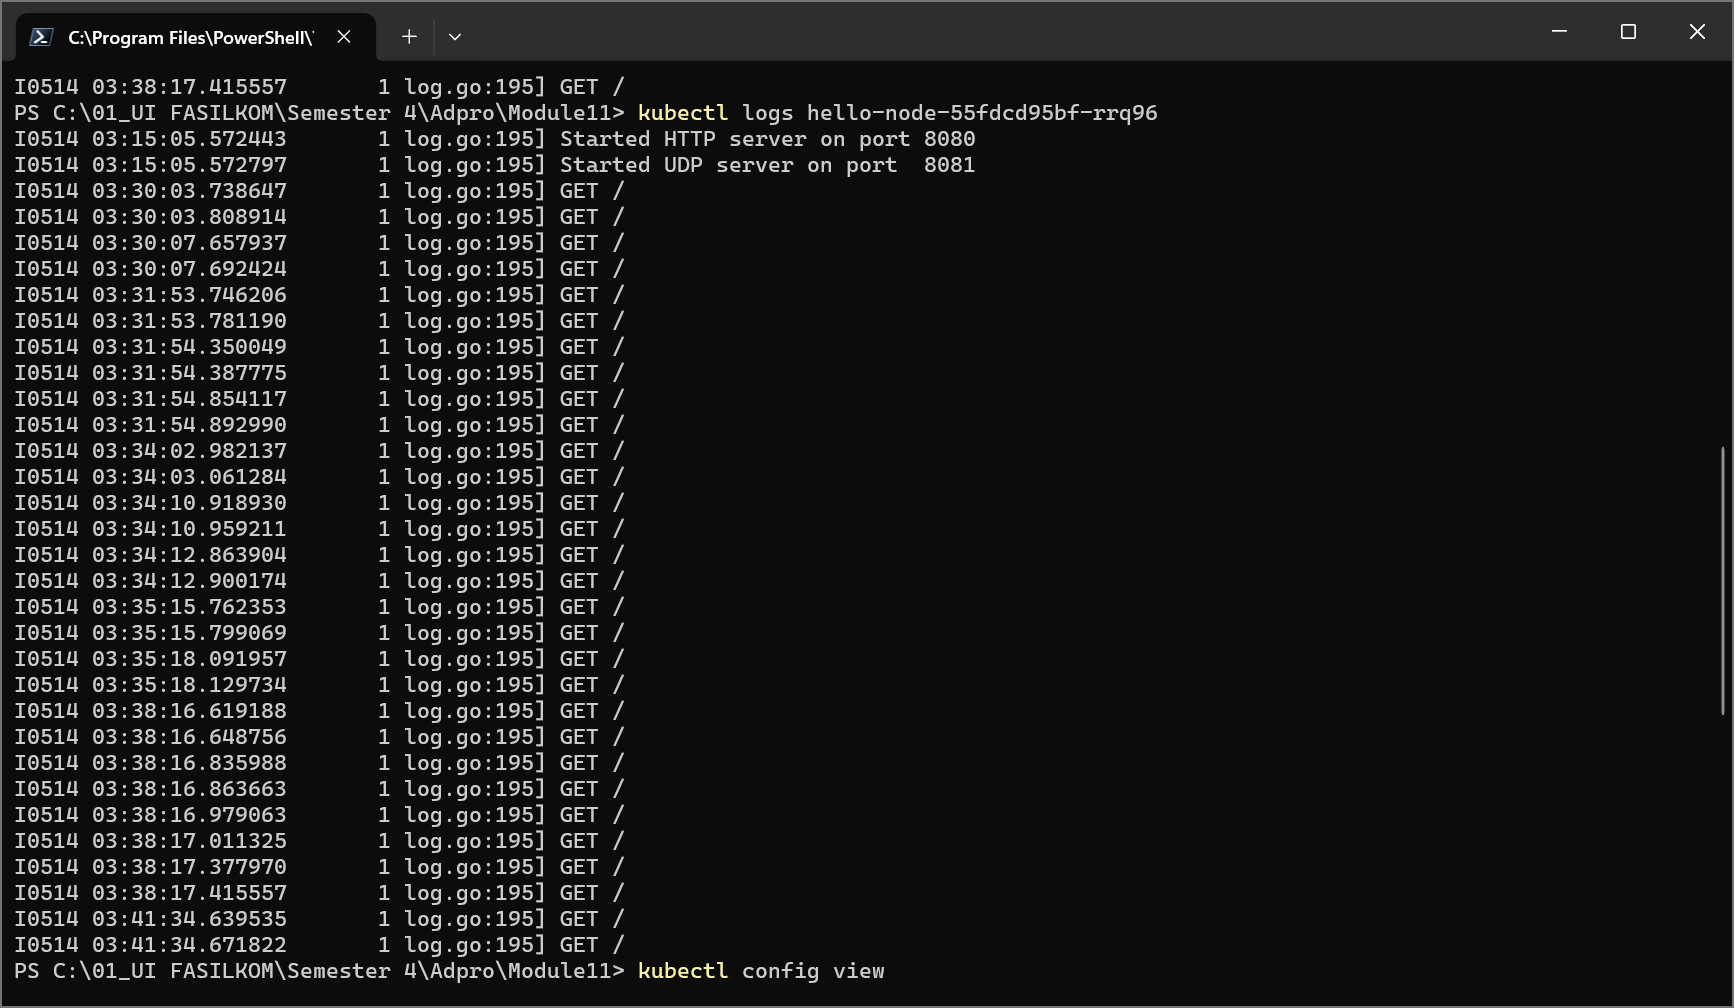 C:\Program Files\PowerShell\
I0514 03:38:17.415557       1 log.go:195] GET /
PS C:\01_UI FASILKOM\Semester 4\Adpro\Module11> kubectl logs hello-node-55fdcd95bf-rrq96
I0514 03:15:05.572443       1 log.go:195] Started HTTP server on port 8080
I0514 03:15:05.572797       1 log.go:195] Started UDP server on port  8081
I0514 03:30:03.738647       1 log.go:195] GET /
I0514 03:30:03.808914       1 log.go:195] GET /
I0514 03:30:07.657937       1 log.go:195] GET /
I0514 03:30:07.692424       1 log.go:195] GET /
I0514 03:31:53.746206       1 log.go:195] GET /
I0514 03:31:53.781190       1 log.go:195] GET /
I0514 03:31:54.350049       1 log.go:195] GET /
I0514 03:31:54.387775       1 log.go:195] GET /
I0514 03:31:54.854117       1 log.go:195] GET /
I0514 03:31:54.892990       1 log.go:195] GET /
I0514 03:34:02.982137       1 log.go:195] GET /
I0514 03:34:03.061284       1 log.go:195] GET /
I0514 03:34:10.918930       1 log.go:195] GET /
I0514 03:34:10.959211       1 log.go:195] GET /
I0514 03:34:12.863904       1 log.go:195] GET /
I0514 03:34:12.900174       1 log.go:195] GET /
I0514 03:35:15.762353       1 log.go:195] GET /
I0514 03:35:15.799069       1 log.go:195] GET /
I0514 03:35:18.091957       1 log.go:195] GET /
I0514 03:35:18.129734       1 log.go:195] GET /
I0514 03:38:16.619188       1 log.go:195] GET /
I0514 03:38:16.648756       1 log.go:195] GET /
I0514 03:38:16.835988       1 log.go:195] GET /
I0514 03:38:16.863663       1 log.go:195] GET /
I0514 03:38:16.979063       1 log.go:195] GET /
I0514 03:38:17.011325       1 log.go:195] GET /
I0514 03:38:17.377970       1 log.go:195] GET /
I0514 03:38:17.415557       1 log.go:195] GET /
I0514 03:41:34.639535       1 log.go:195] GET /
I0514 03:41:34.671822       1 log.go:195] GET /
PS C:\01_UI FASILKOM\Semester 4\Adpro\Module11> kubectl config view